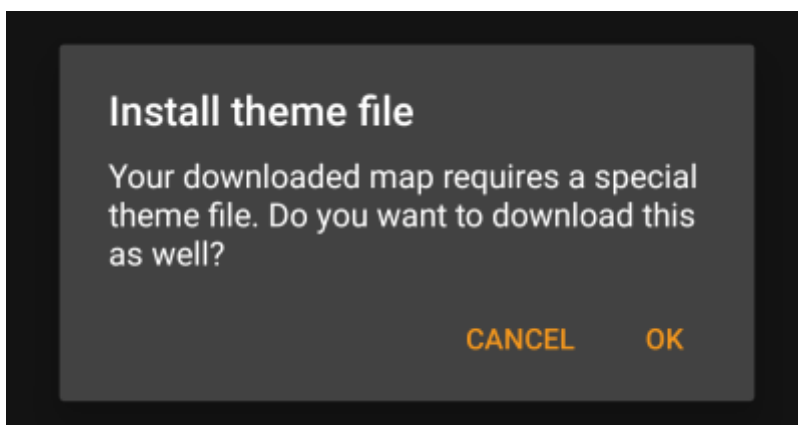 Install theme file
Your downloaded map requires a special
theme file. Do you want to download this
as well?
CANCEL OK